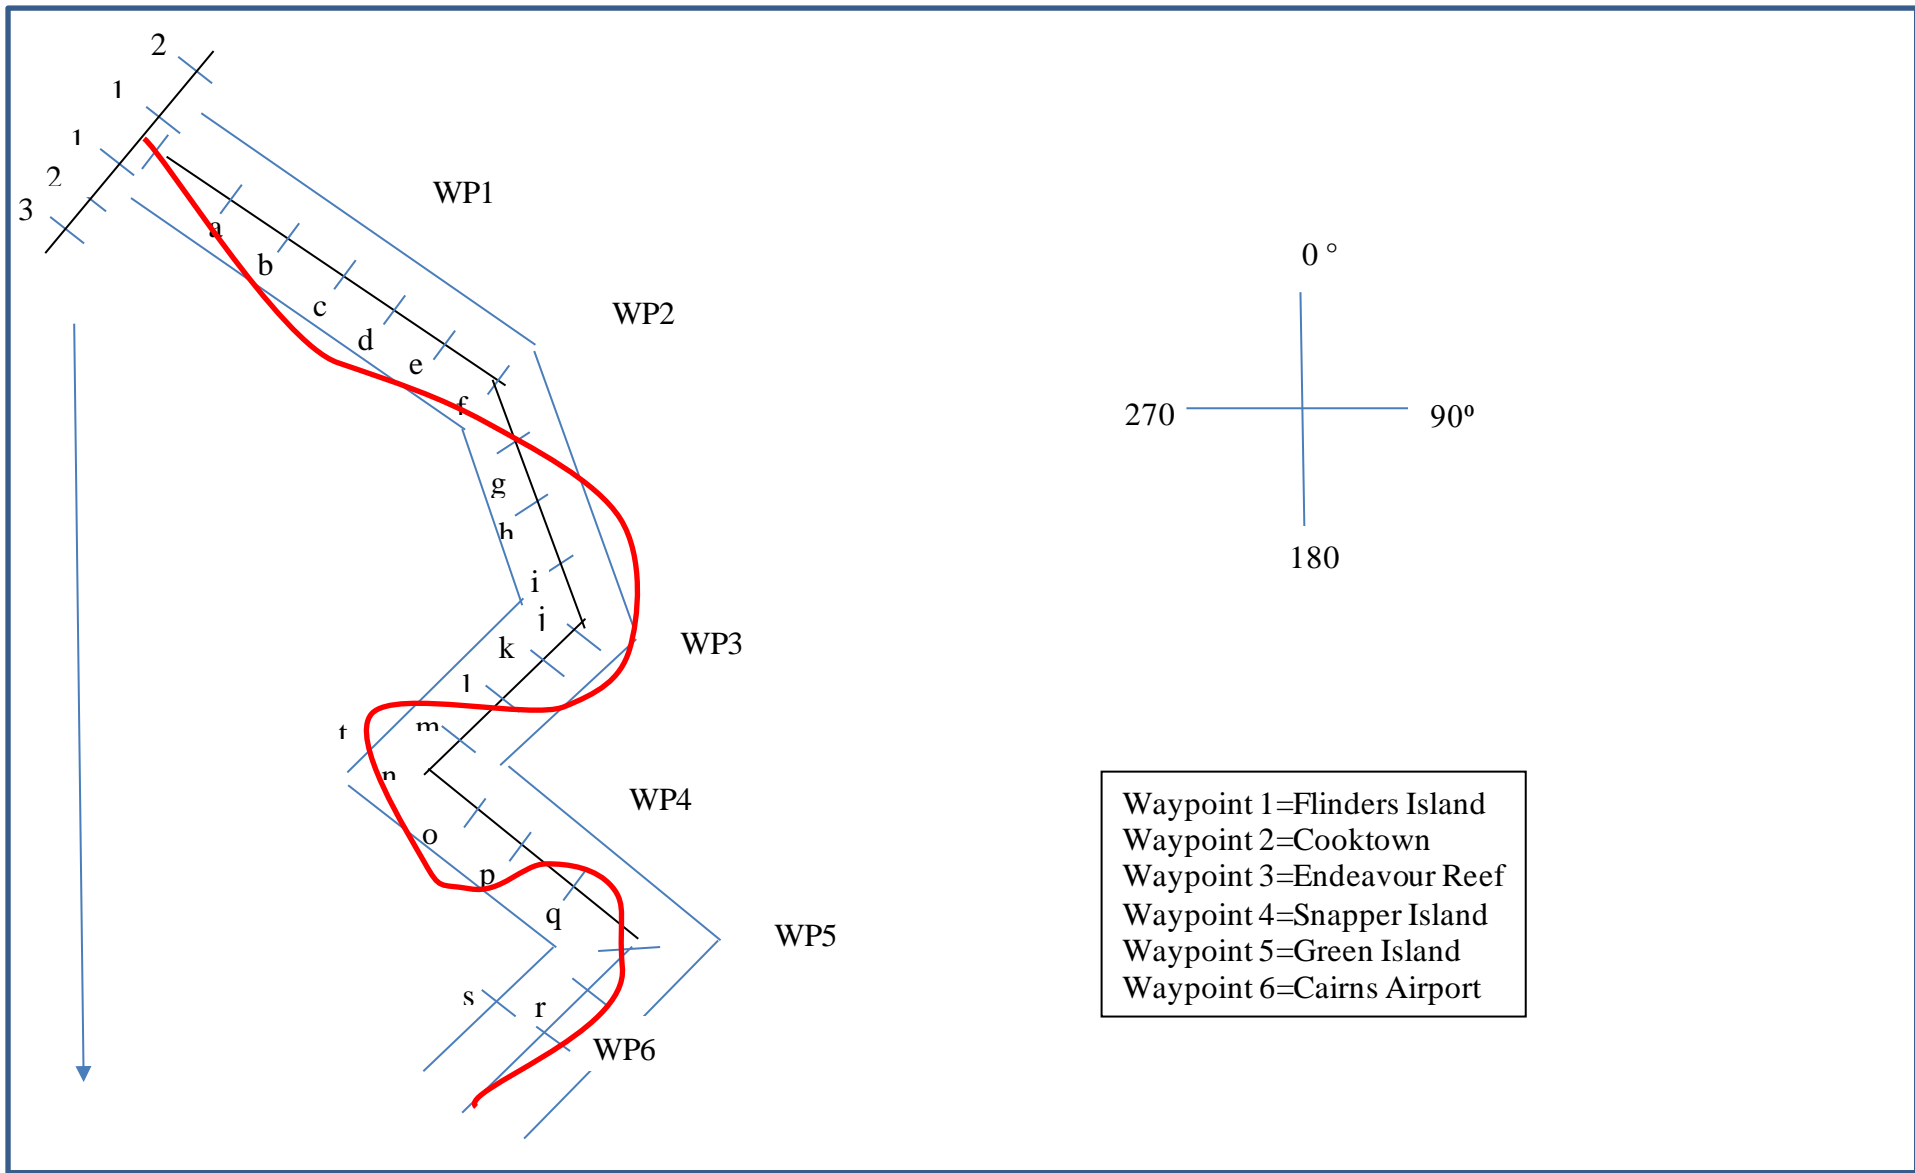 2
1
1
2
3
WP1
a
b
c
d
e
f
WP2
g
h
i
j
k
l
WP3
t
m
n
WP4
o
p
q
WP5
s
r
WP6
0 °
270
90º
180
Waypoint 1=Flinders Island
Waypoint 2=Cooktown
Waypoint 3=Endeavour Reef
Waypoint 4=Snapper Island
Waypoint 5=Green Island
Waypoint 6=Cairns Airport